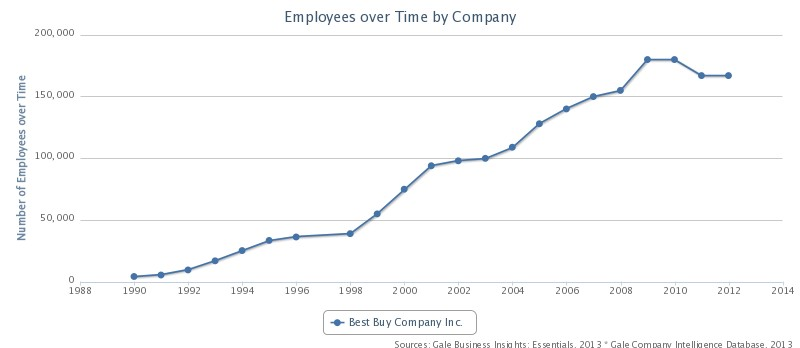 Employees over Time by Company
Number of Employees over Time
200,000
150,000
100,000
50,000
0
1988 1990 1992 1994 1996 1998 2000 2002 2004 2006 2008 2010 2012 2014
Best Buy Company Inc.
Sources: Gale Business Insights: Essentials, 2013 * Gale Company Intelligence Database, 2013